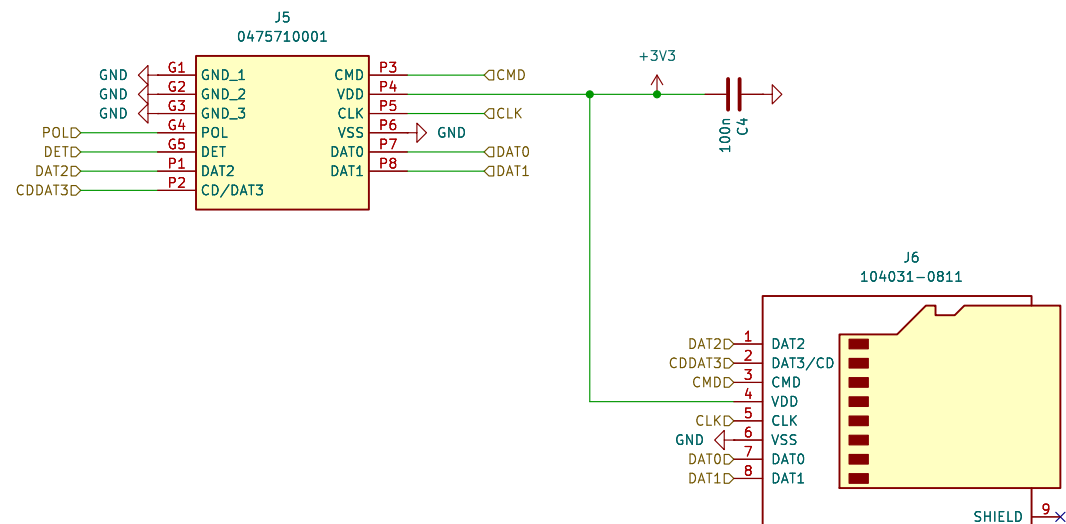 J5
0475710001
GND G1 GND_1 CMD P3 CMD
GND G2 GND_2 VDD P4
GND G3 GND_3 CLK P5 CLK
POL G4 POL VSS P6 GND
DET G5 DET DAT0 P7 DAT0
DAT2 P1 DAT2 DAT1 P8 DAT1
CDDAT3 P2 CD/DAT3
+3V3
100n
C4
J6
104031-0811
DAT2 1 DAT2
CDDAT3 2 DAT3/CD
CMD 3 CMD
4 VDD
CLK 5 CLK
GND 6 VSS
DAT0 7 DAT0
DAT1 8 DAT1
SHIELD 9